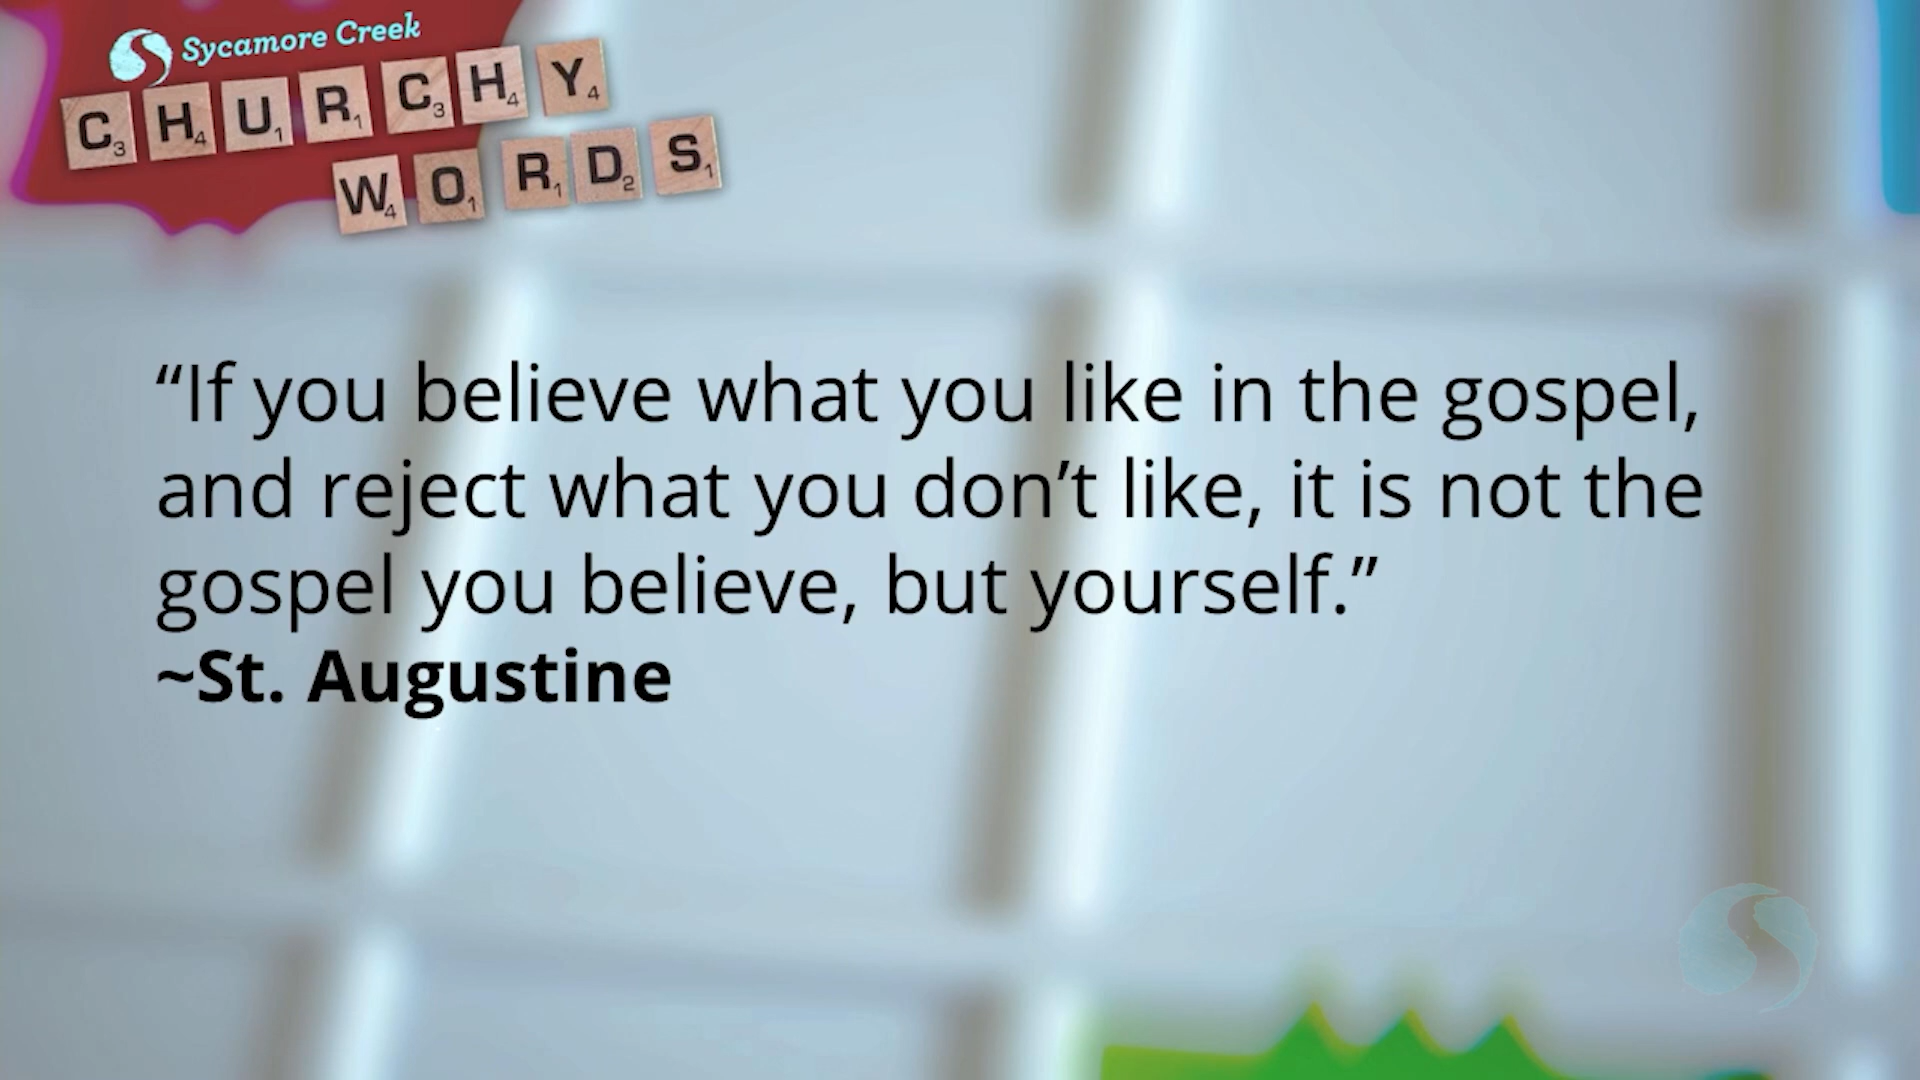 Sycamore Creek
CHURCHY
WORDS
“If you believe what you like in the gospel,
and reject what you don’t like, it is not the
gospel you believe, but yourself.”
~St. Augustine